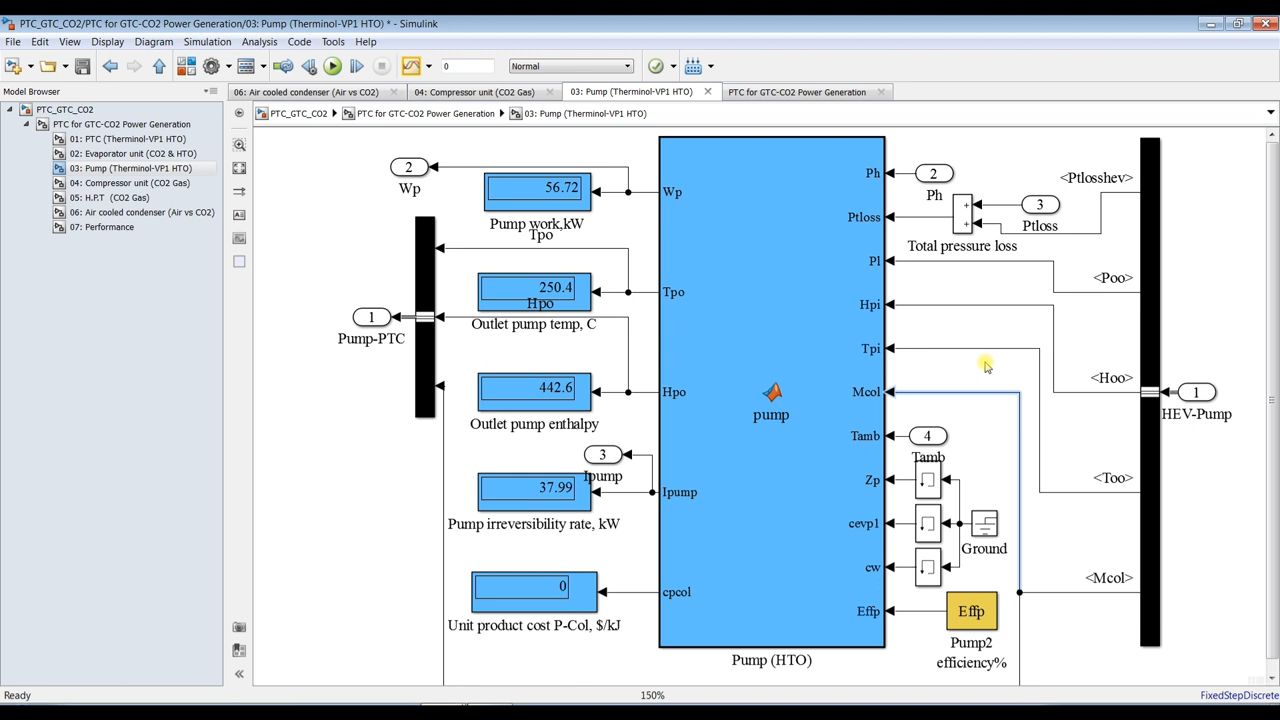 PTC_GTC_CO2/PTC for GTC-CO2 Power Generation/03: Pump (Therminol-VP1 HTO) * - Simulink
File Edit View Display Diagram Simulation Analysis Code Tools Help
0 Normal
Model Browser
06: Air cooled condenser (Air vs CO2) 04: Compressor unit (CO2 Gas) 03: Pump (Therminol-VP1 HTO) PTC for GTC-CO2 Power Generation
PTC_GTC_CO2 PTC for GTC-CO2 Power Generation 03: Pump (Therminol-VP1 HTO)
PTC_GTC_CO2
PTC for GTC-CO2 Power Generation
01: PTC (Therminol-VP1 HTO)
02: Evaporator unit (CO2 & HTO)
03: Pump (Therminol-VP1 HTO)
04: Compressor unit (CO2 Gas)
05: H.P.T (CO2 Gas)
06: Air cooled condenser (Air vs CO2)
07: Performance
2
Wp
56.72
Pump work,kW
Tpo
250.4
Hpo
Outlet pump temp, C
1
Pump-PTC
442.6
Outlet pump enthalpy
3
Ipump
37.99
Pump irreversibility rate, kW
0
Unit product cost P-Col, $/kJ
Wp
Tpo
Hpo
Ipump
cpcol
pump
Pump (HTO)
Ph
Ptloss
Pl
Hpi
Tpi
Mcol
Tamb
Zp
cevp1
cw
Effp
2
Ph
+
+
3
Ptloss
Total pressure loss
4
Tamb
Ground
Effp
Pump2
efficiency%
<Ptlosshev>
<Poo>
<Hoo>
<Too>
<Mcol>
1
HEV-Pump
Ready 150% FixedStepDiscrete